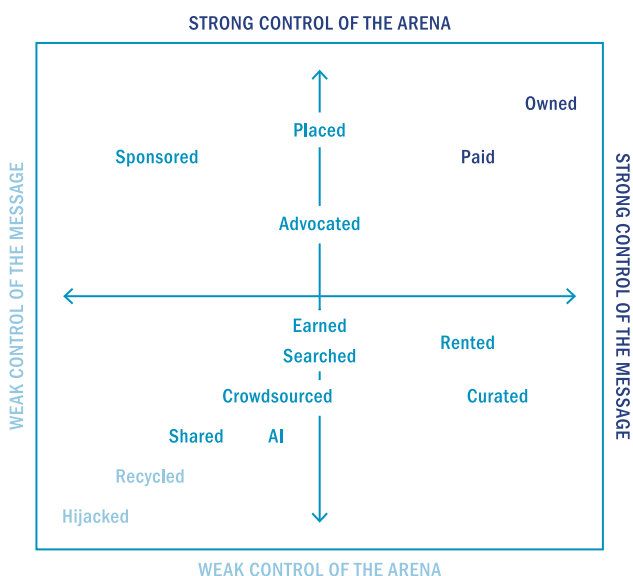 STRONG CONTROL OF THE ARENA
Owned
Placed
Sponsored
Paid
WEAK CONTROL OF THE MESSAGE
STRONG CONTROL OF THE MESSAGE
Advocated
Earned
Rented
Searched
Crowdsourced
Curated
Shared
AI
Recycled
Hijacked
WEAK CONTROL OF THE ARENA